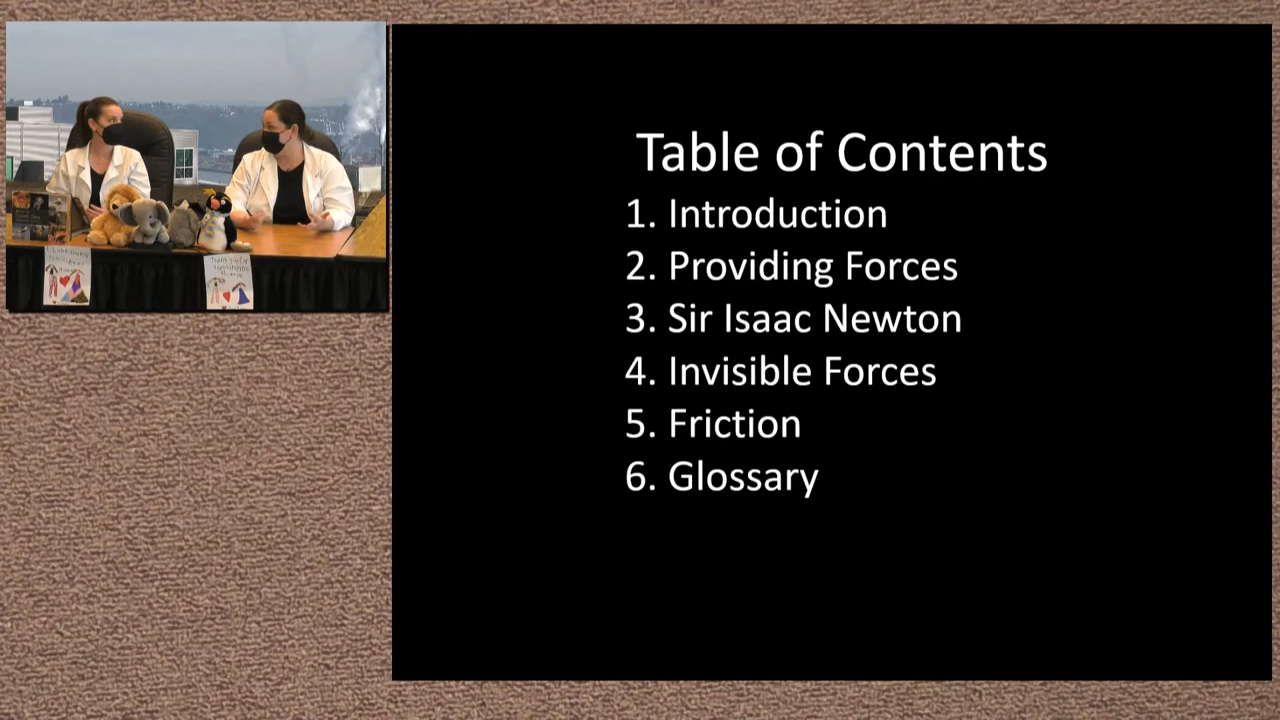 Table of Contents
1. Introduction
2. Providing Forces
3. Sir Isaac Newton
4. Invisible Forces
5. Friction
6. Glossary